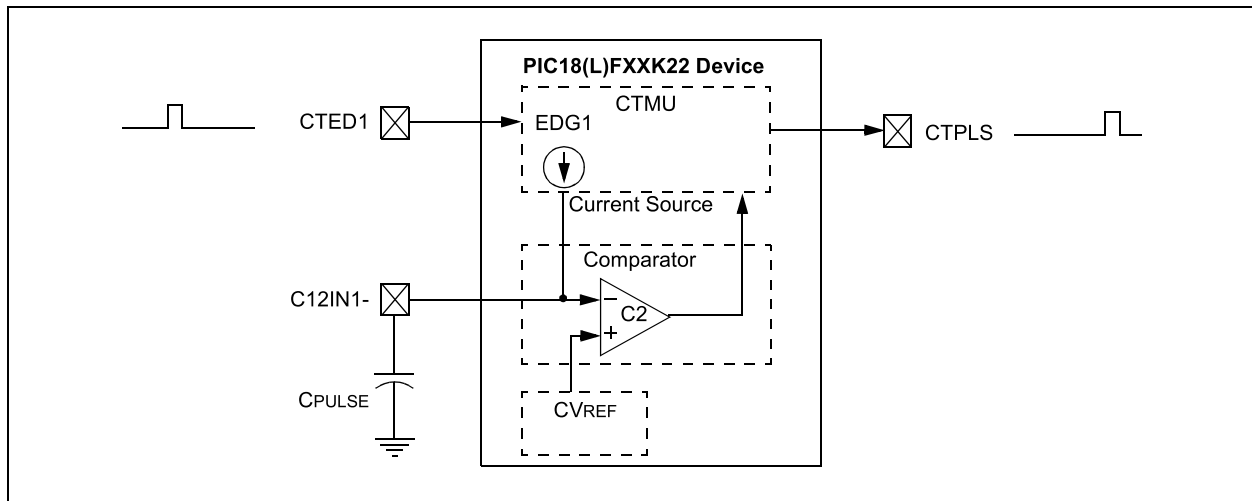 PIC18(L)FXXK22 Device
CTMU
CTED1
EDG1
CTPLS
Current Source
Comparator
C12IN1-
C2
CPULSE
CVREF